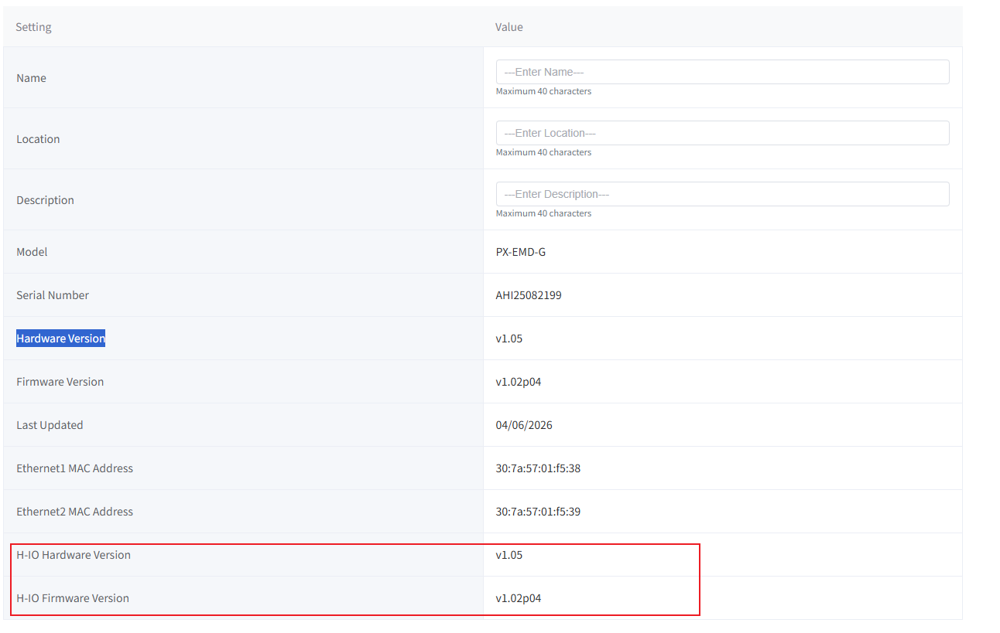 Setting Value
Name ---Enter Name---
Maximum 40 characters
Location ---Enter Location---
Maximum 40 characters
Description ---Enter Description---
Maximum 40 characters
Model PX-EMD-G
Serial Number AHI25082199
Hardware Version v1.05
Firmware Version v1.02p04
Last Updated 04/06/2026
Ethernet1 MAC Address 30:7a:57:01:f5:38
Ethernet2 MAC Address 30:7a:57:01:f5:39
H-IO Hardware Version v1.05
H-IO Firmware Version v1.02p04